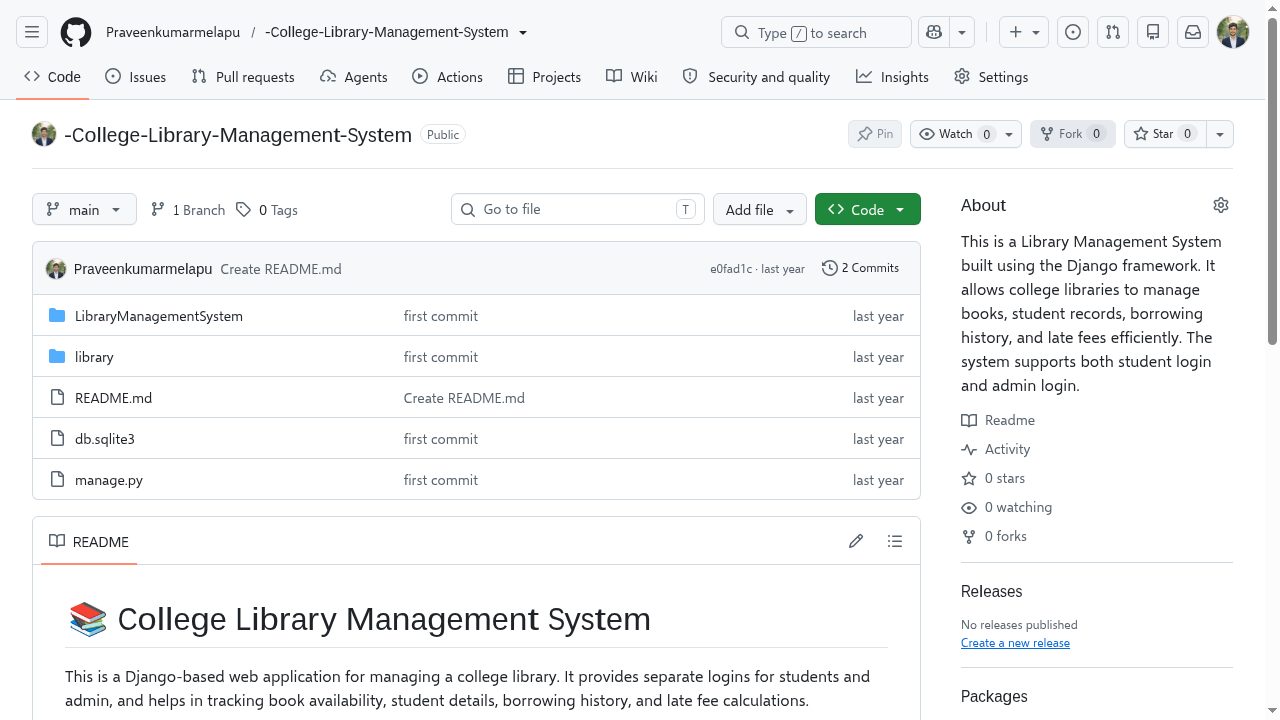 Praveenkumarmelapu / -College-Library-Management-System
Type / to search
Code
Issues
Pull requests
Agents
Actions
Projects
Wiki
Security and quality
Insights
Settings
-College-Library-Management-System
Public
Pin
Watch 0
Fork 0
Star 0
main
1 Branch
0 Tags
Go to file
T
Add file
Code
Praveenkumarmelapu Create README.md
e0fad1c · last year
2 Commits
LibraryManagementSystem first commit last year
library first commit last year
README.md Create README.md last year
db.sqlite3 first commit last year
manage.py first commit last year
README
📚 College Library Management System
This is a Django-based web application for managing a college library. It provides separate logins for students and
admin, and helps in tracking book availability, student details, borrowing history, and late fee calculations.
About
This is a Library Management System
built using the Django framework. It
allows college libraries to manage
books, student records, borrowing
history, and late fees efficiently. The
system supports both student login
and admin login.
Readme
Activity
0 stars
0 watching
0 forks
Releases
No releases published
Create a new release
Packages